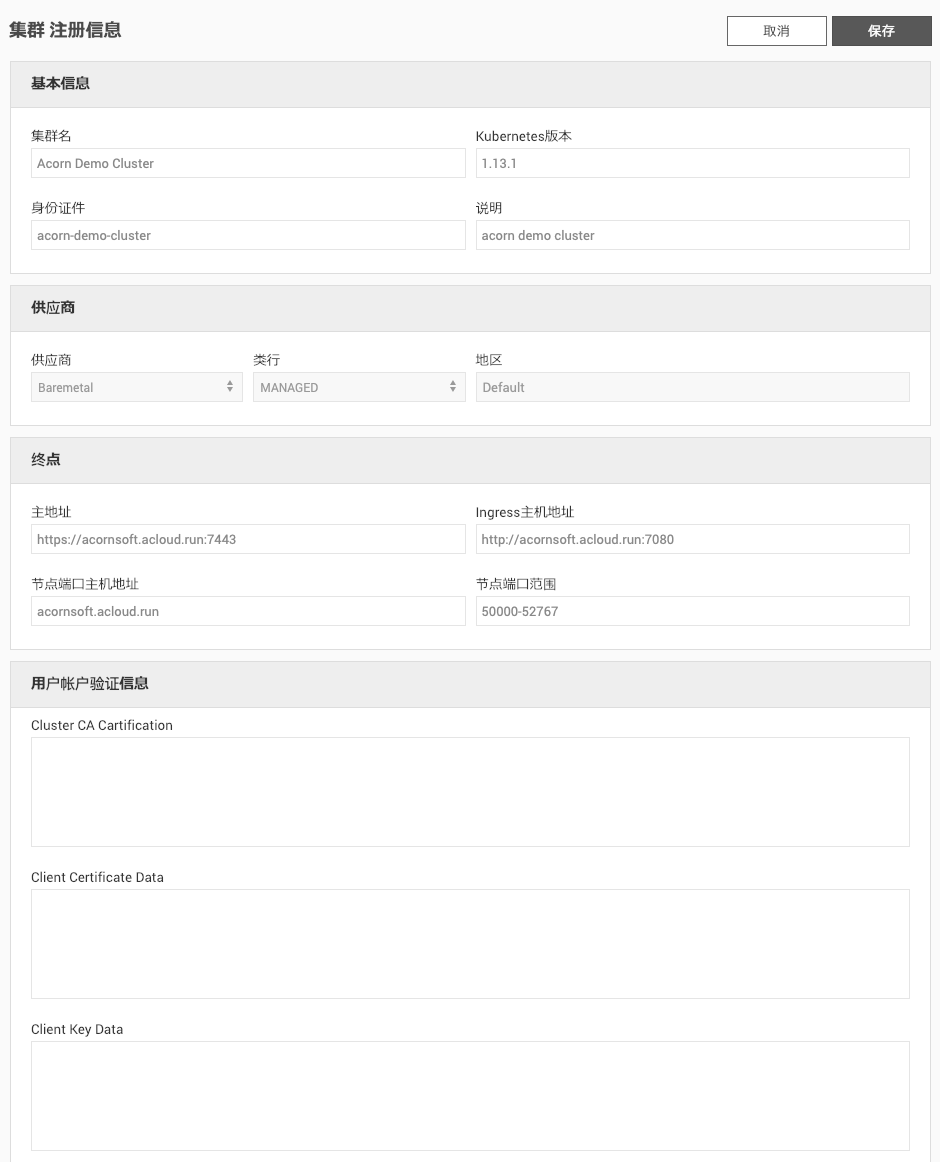 集群 注册信息
取消
保存
基本信息
集群名
Kubernetes版本
Acorn Demo Cluster
1.13.1
身份证件
说明
acorn-demo-cluster
acorn demo cluster
供应商
供应商
类行
地区
Baremetal
MANAGED
Default
终点
主地址
Ingress主机地址
https://acornsoft.acloud.run:7443
http://acornsoft.acloud.run:7080
节点端口主机地址
节点端口范围
acornsoft.acloud.run
50000-52767
用户帐户验证信息
Cluster CA Cartification
Client Certificate Data
Client Key Data